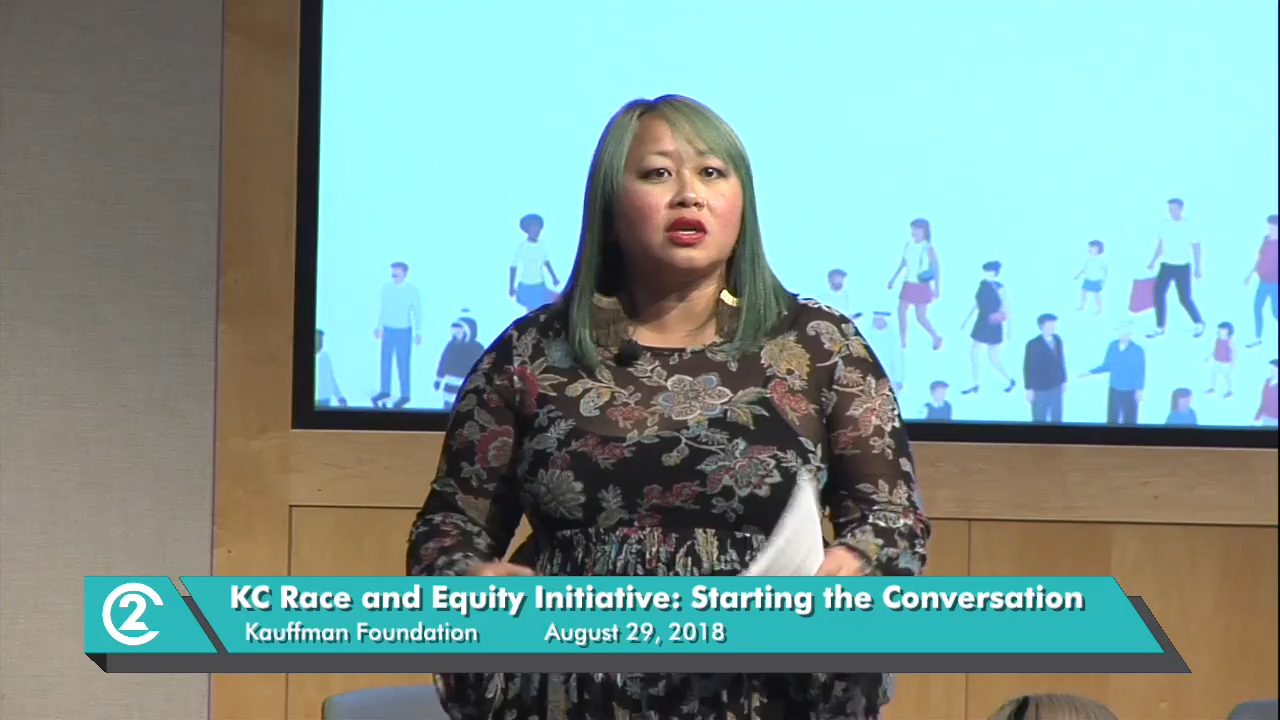 2
KC Race and Equity Initiative: Starting the Conversation
Kauffman Foundation August 29, 2018